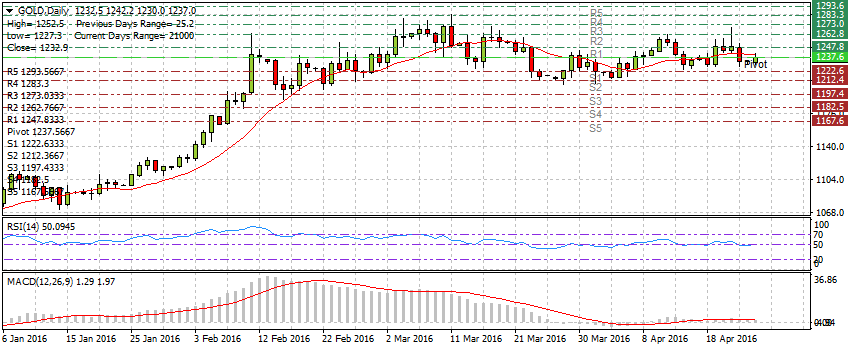 GOLD,Daily 1232.5 1242.2 1230.0 1237.0
High= 1252.5 Previous Days Range= 25.2
Low= 1227.3 Current Days Range= 21000
Close= 1232.9
R5 1293.5667
R4 1283.3
R3 1273.0333
R2 1262.7667
R1 1247.8333
Pivot 1237.5667
S1 1222.6333
S2 1212.3667
S3 1197.4333
S5 1167.5667
R5
R4
R3
R2
R1
Pivot
S1
S2
S3
S4
S5
1293.6
1283.3
1273.0
1262.8
1247.8
1237.6
1222.6
1212.4
1197.4
1182.5
1167.6
1140.0
1104.0
1068.0
RSI(14) 50.0945
100
70
50
20
0
MACD(12,26,9) 1.29 1.97
36.86
6 Jan 2016 15 Jan 2016 25 Jan 2016 3 Feb 2016 12 Feb 2016 22 Feb 2016 2 Mar 2016 11 Mar 2016 21 Mar 2016 30 Mar 2016 8 Apr 2016 18 Apr 2016